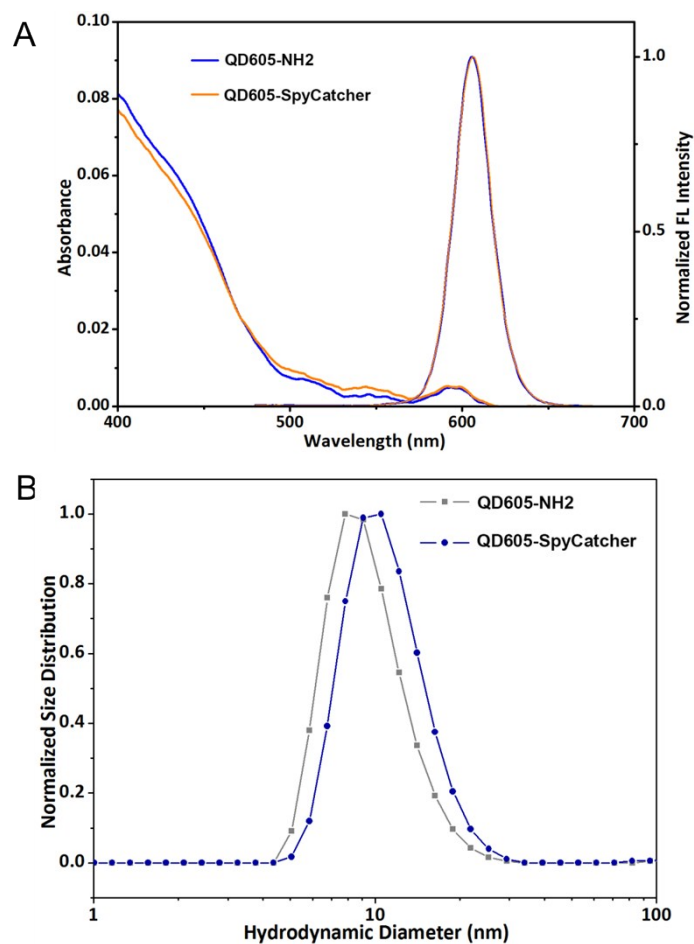 A
QD605-NH2
QD605-SpyCatcher
Absorbance
0.10
0.08
0.06
0.04
0.02
0.00
400
500
600
700
Wavelength (nm)
1.0
0.5
0.0
Normalized FL Intensity
B
QD605-NH2
QD605-SpyCatcher
Normalized Size Distribution
1.0
0.8
0.6
0.4
0.2
0.0
1
10
100
Hydrodynamic Diameter (nm)